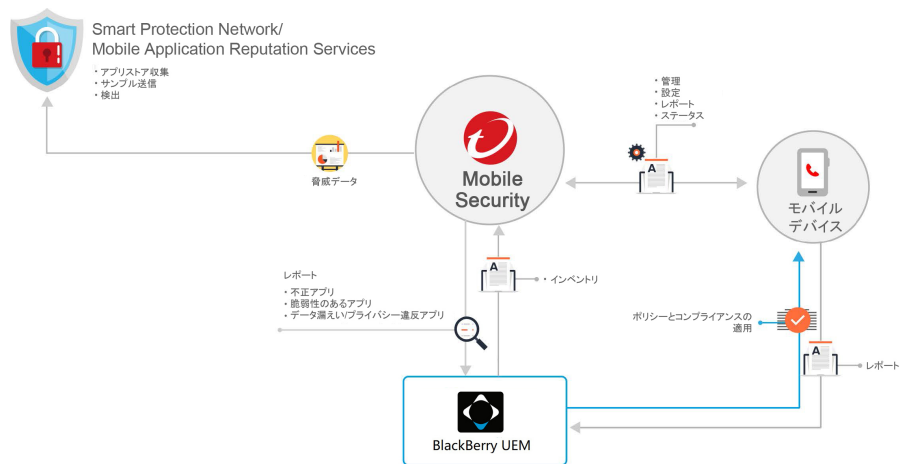 Smart Protection Network/
Mobile Application Reputation Services
・アプリストア収集
・サンプル送信
・検出
・管理
・設定
・レポート
・ステータス
脅威データ
Mobile
Security
A
モバイル
デバイス
レポート
・不正アプリ
・脆弱性のあるアプリ
・データ漏えい/プライバシー違反アプリ
A
・インベントリ
ポリシーとコンプライアンスの
適用
A
レポート
BlackBerry UEM